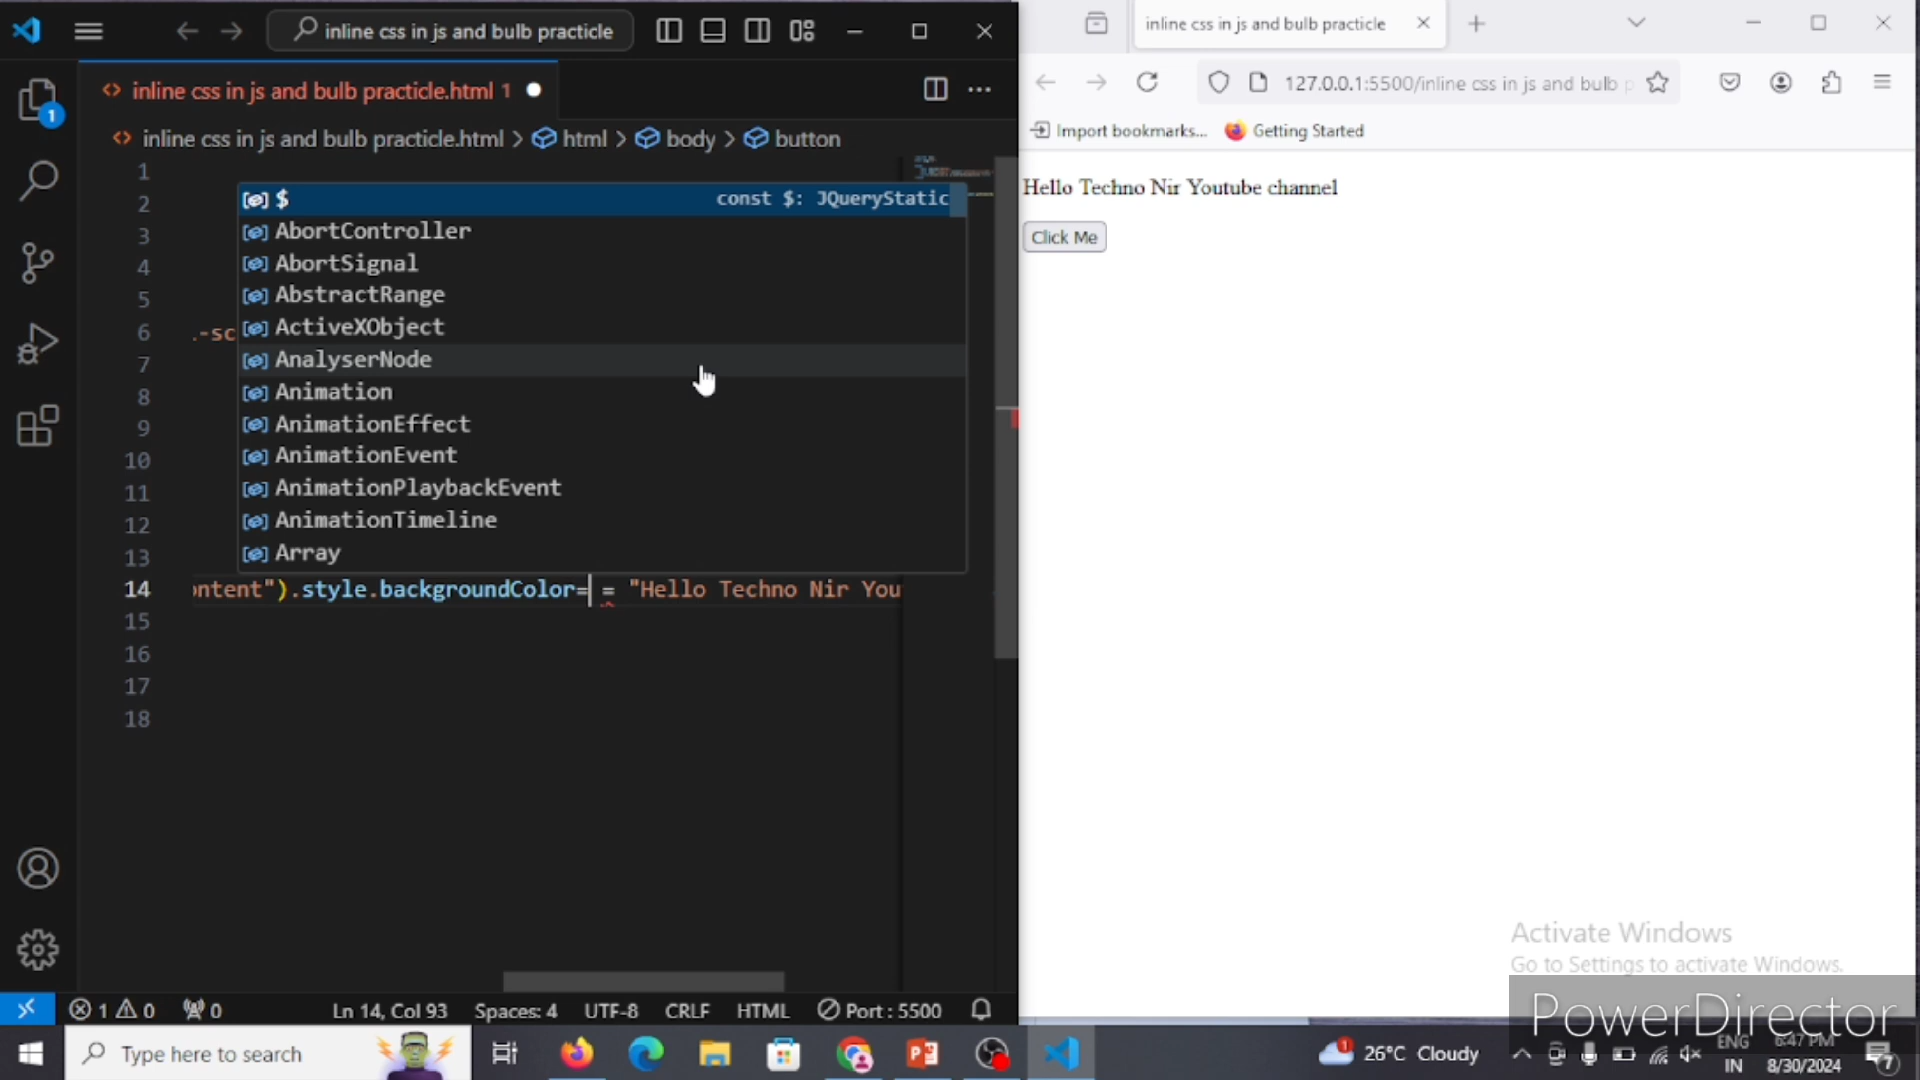 inline css in js and bulb practicle
inline css in js and bulb practicle.html 1
inline css in js and bulb practicle.html > html > body > button
1
1
2
3
4
5
6
7
8
9
10
11
12
13
14
15
16
17
18
$ const $: JQueryStatic
AbortController
AbortSignal
AbstractRange
ActiveXObject
AnalyserNode
Animation
AnimationEffect
AnimationEvent
AnimationPlaybackEvent
AnimationTimeline
Array
.-sc
ontent").style.backgroundColor= = "Hello Techno Nir You
1 0 0 Ln 14, Col 93 Spaces: 4 UTF-8 CRLF HTML Port : 5500
inline css in js and bulb practicle
127.0.0.1:5500/inline css in js and bulb p
Import bookmarks... Getting Started
Hello Techno Nir Youtube channel
Click Me
Activate Windows
Go to Settings to activate Windows.
PowerDirector
Type here to search
1 26°C Cloudy
ENG
IN
6:47 PM
8/30/2024
7